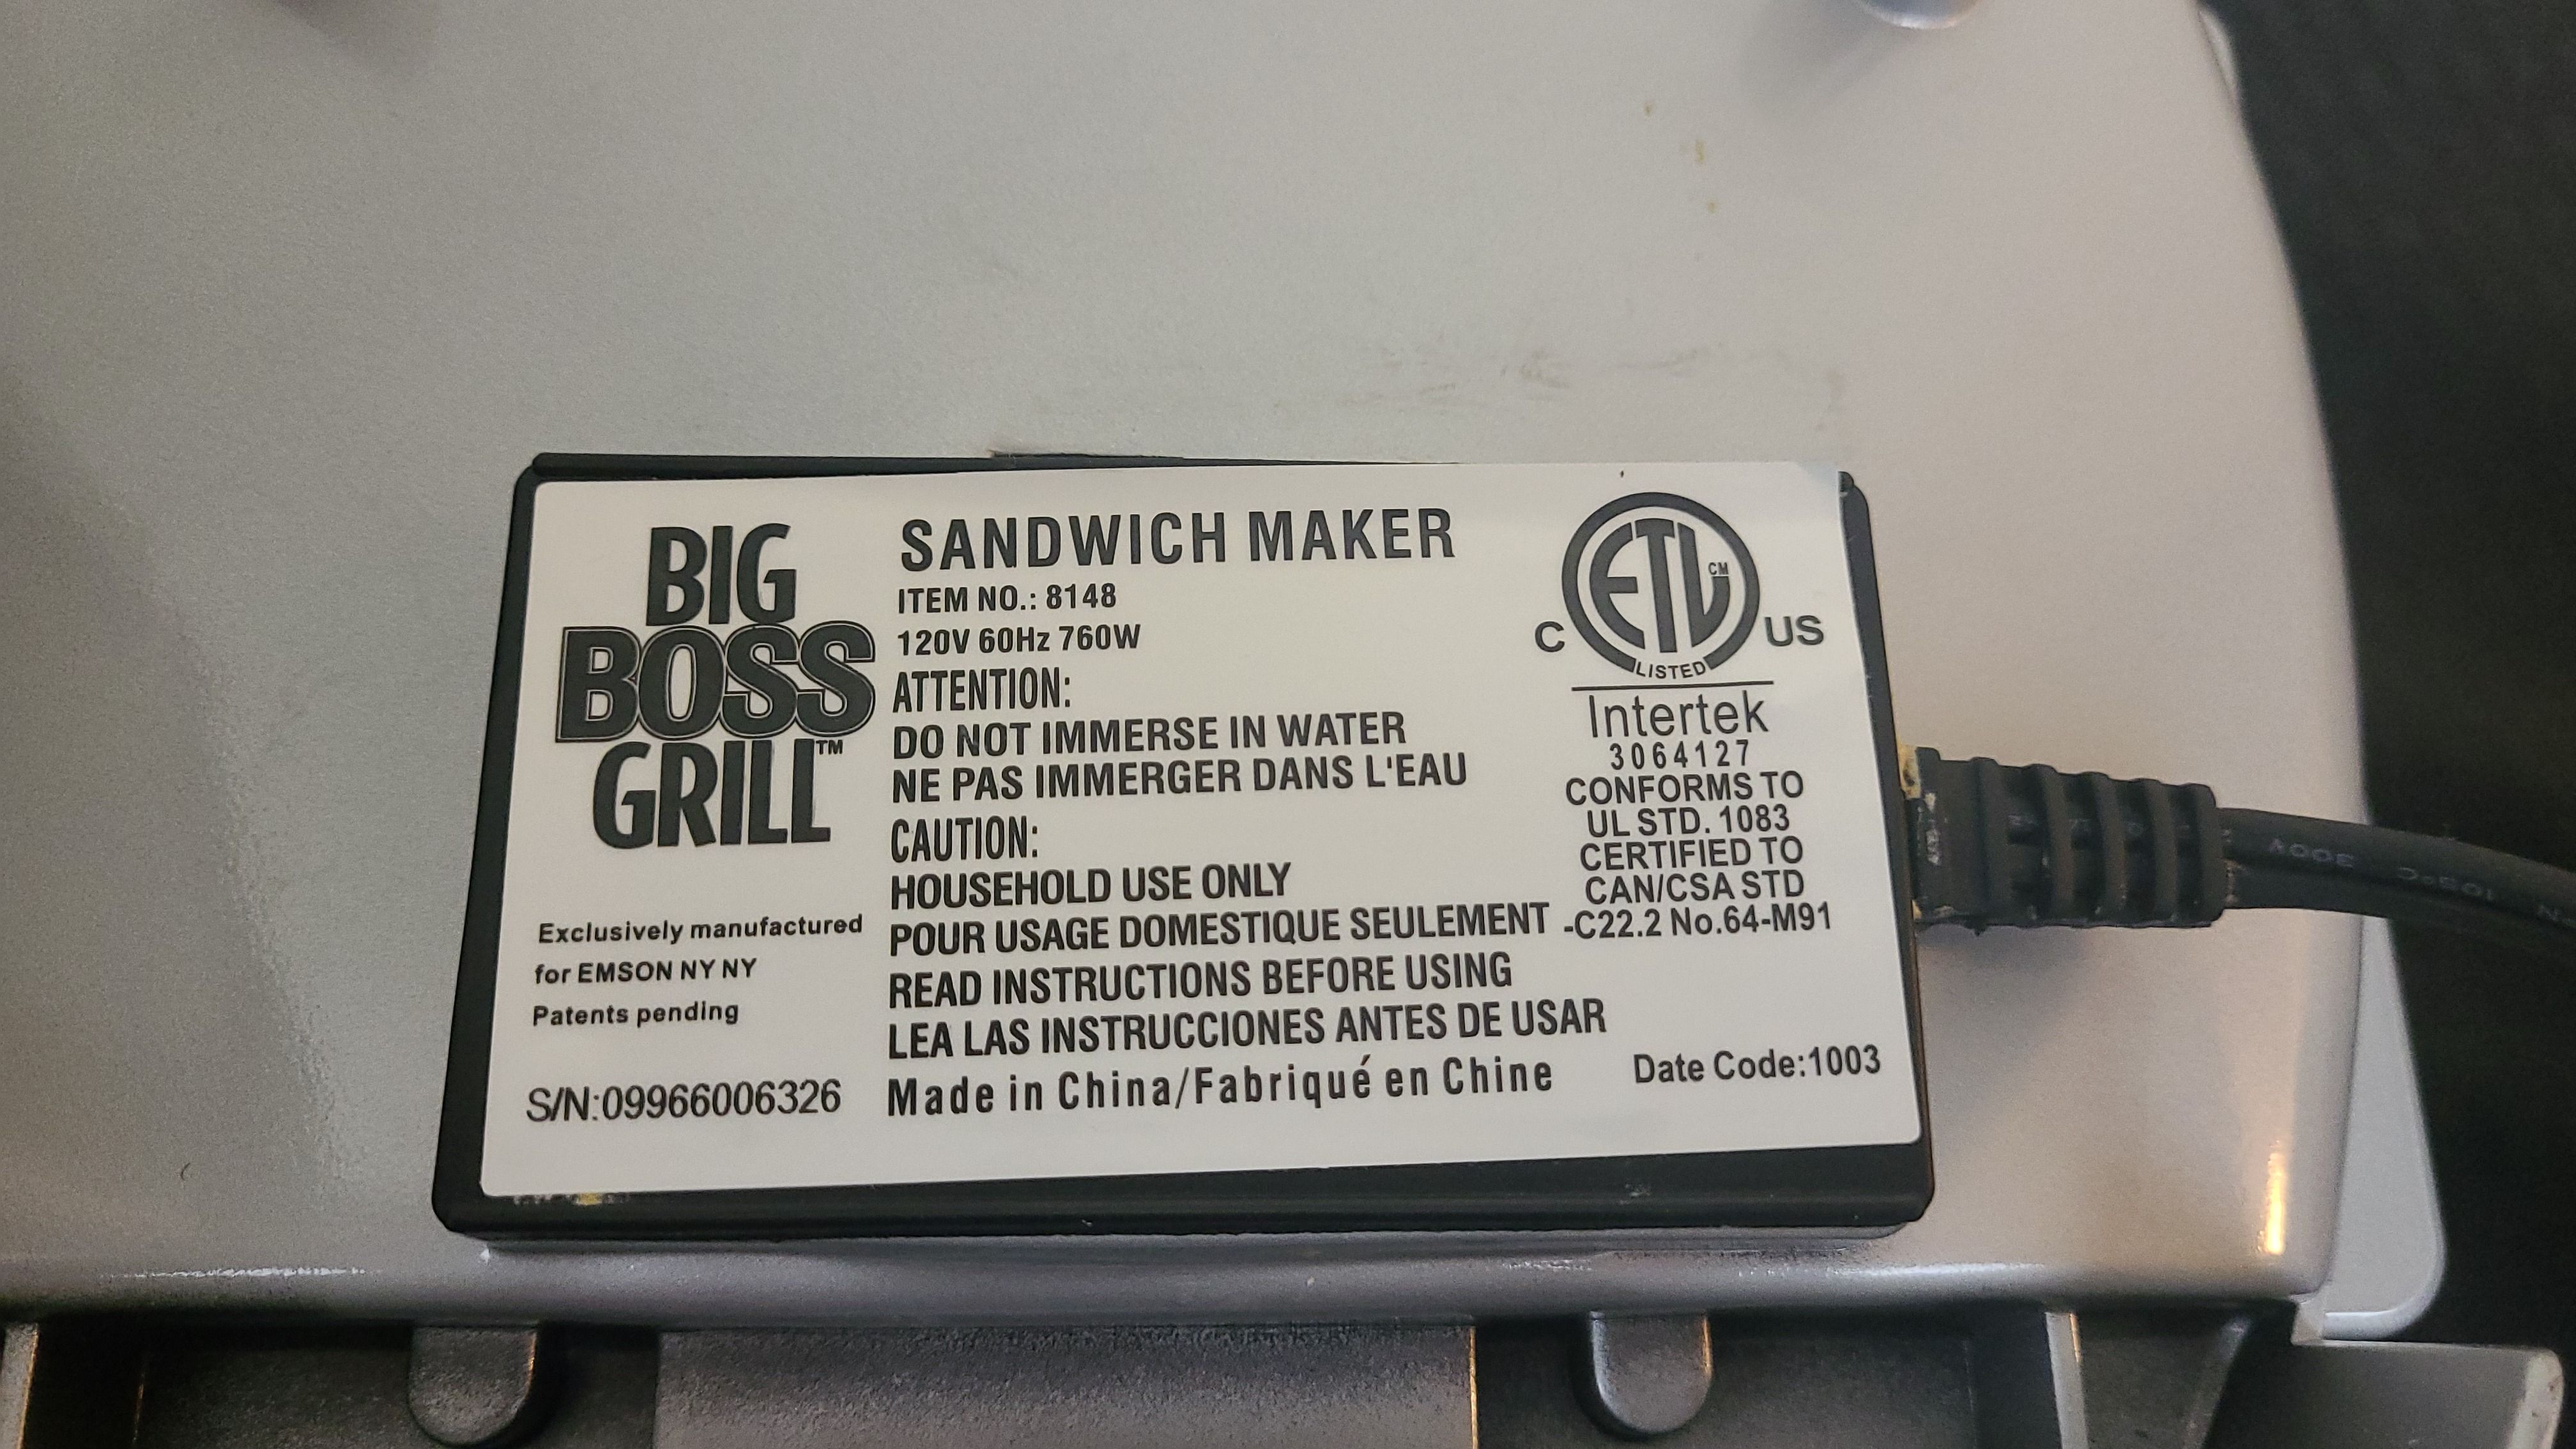 BIG
BOSS
GRILL™
Exclusively manufactured
for EMSON NY NY
Patents pending
S/N:09966006326
SANDWICH MAKER
ITEM NO.: 8148
120V 60Hz 760W
ATTENTION:
DO NOT IMMERSE IN WATER
NE PAS IMMERGER DANS L'EAU
CAUTION:
HOUSEHOLD USE ONLY
POUR USAGE DOMESTIQUE SEULEMENT
READ INSTRUCTIONS BEFORE USING
LEA LAS INSTRUCCIONES ANTES DE USAR
Made in China/Fabriqué en Chine
ETL CM
C US
LISTED
Intertek
3064127
CONFORMS TO
UL STD. 1083
CERTIFIED TO
CAN/CSA STD
-C22.2 No.64-M91
Date Code:1003
300V 105°C